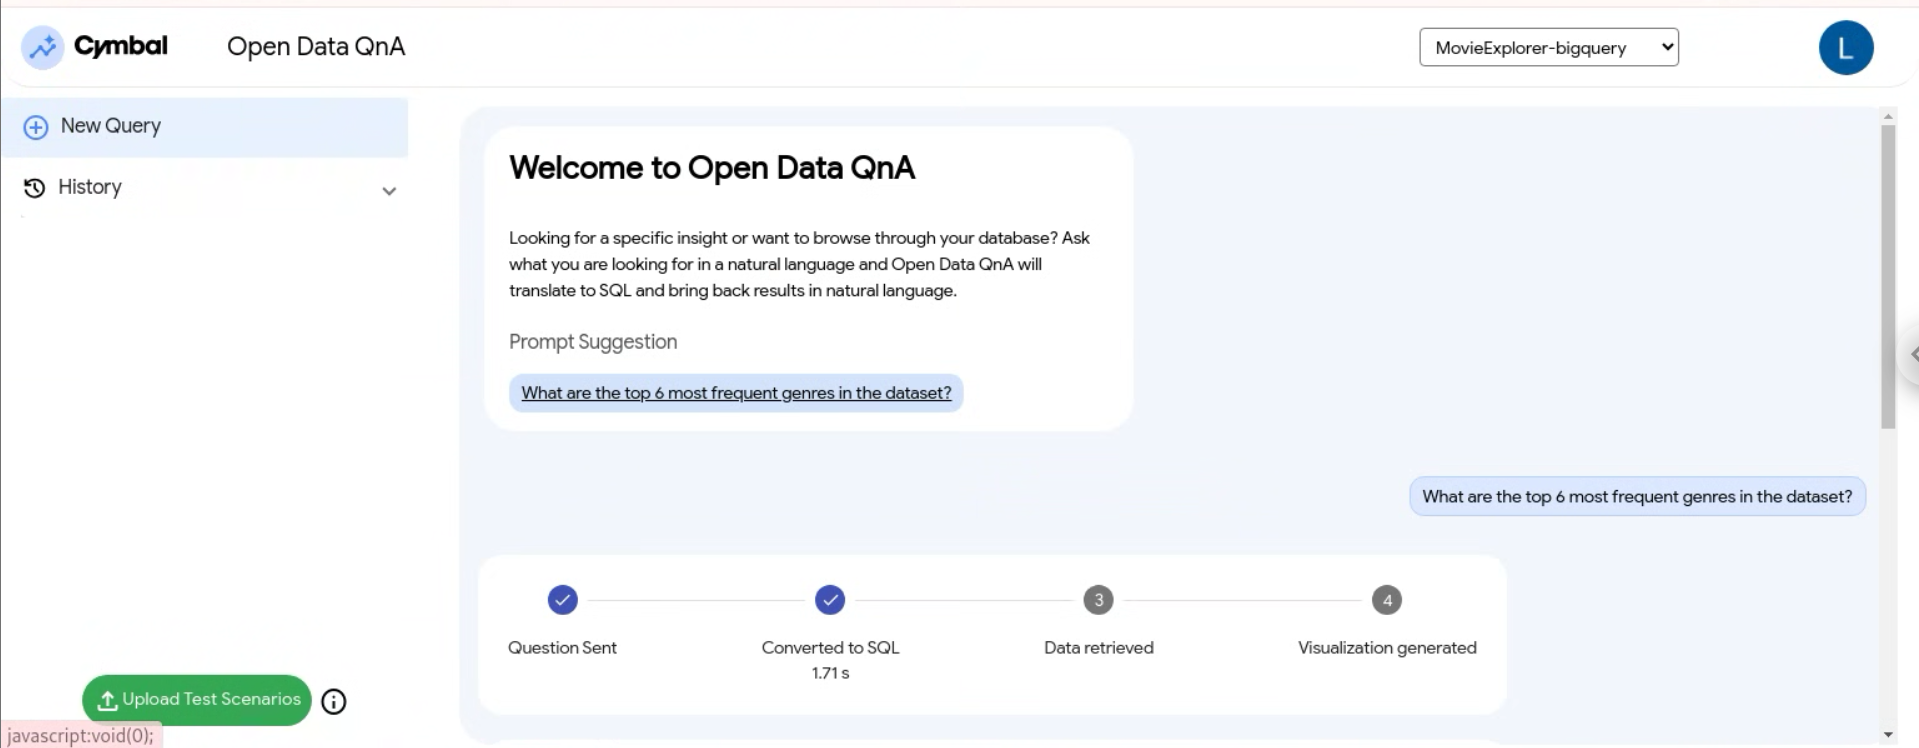 Cymbal
Open Data QnA
MovieExplorer-bigquery
L
New Query
History
Welcome to Open Data QnA
Looking for a specific insight or want to browse through your database? Ask
what you are looking for in a natural language and Open Data QnA will
translate to SQL and bring back results in natural language.
Prompt Suggestion
What are the top 6 most frequent genres in the dataset?
What are the top 6 most frequent genres in the dataset?
3
4
Question Sent
Converted to SQL
1.71 s
Data retrieved
Visualization generated
Upload Test Scenarios
javascript:void(0);